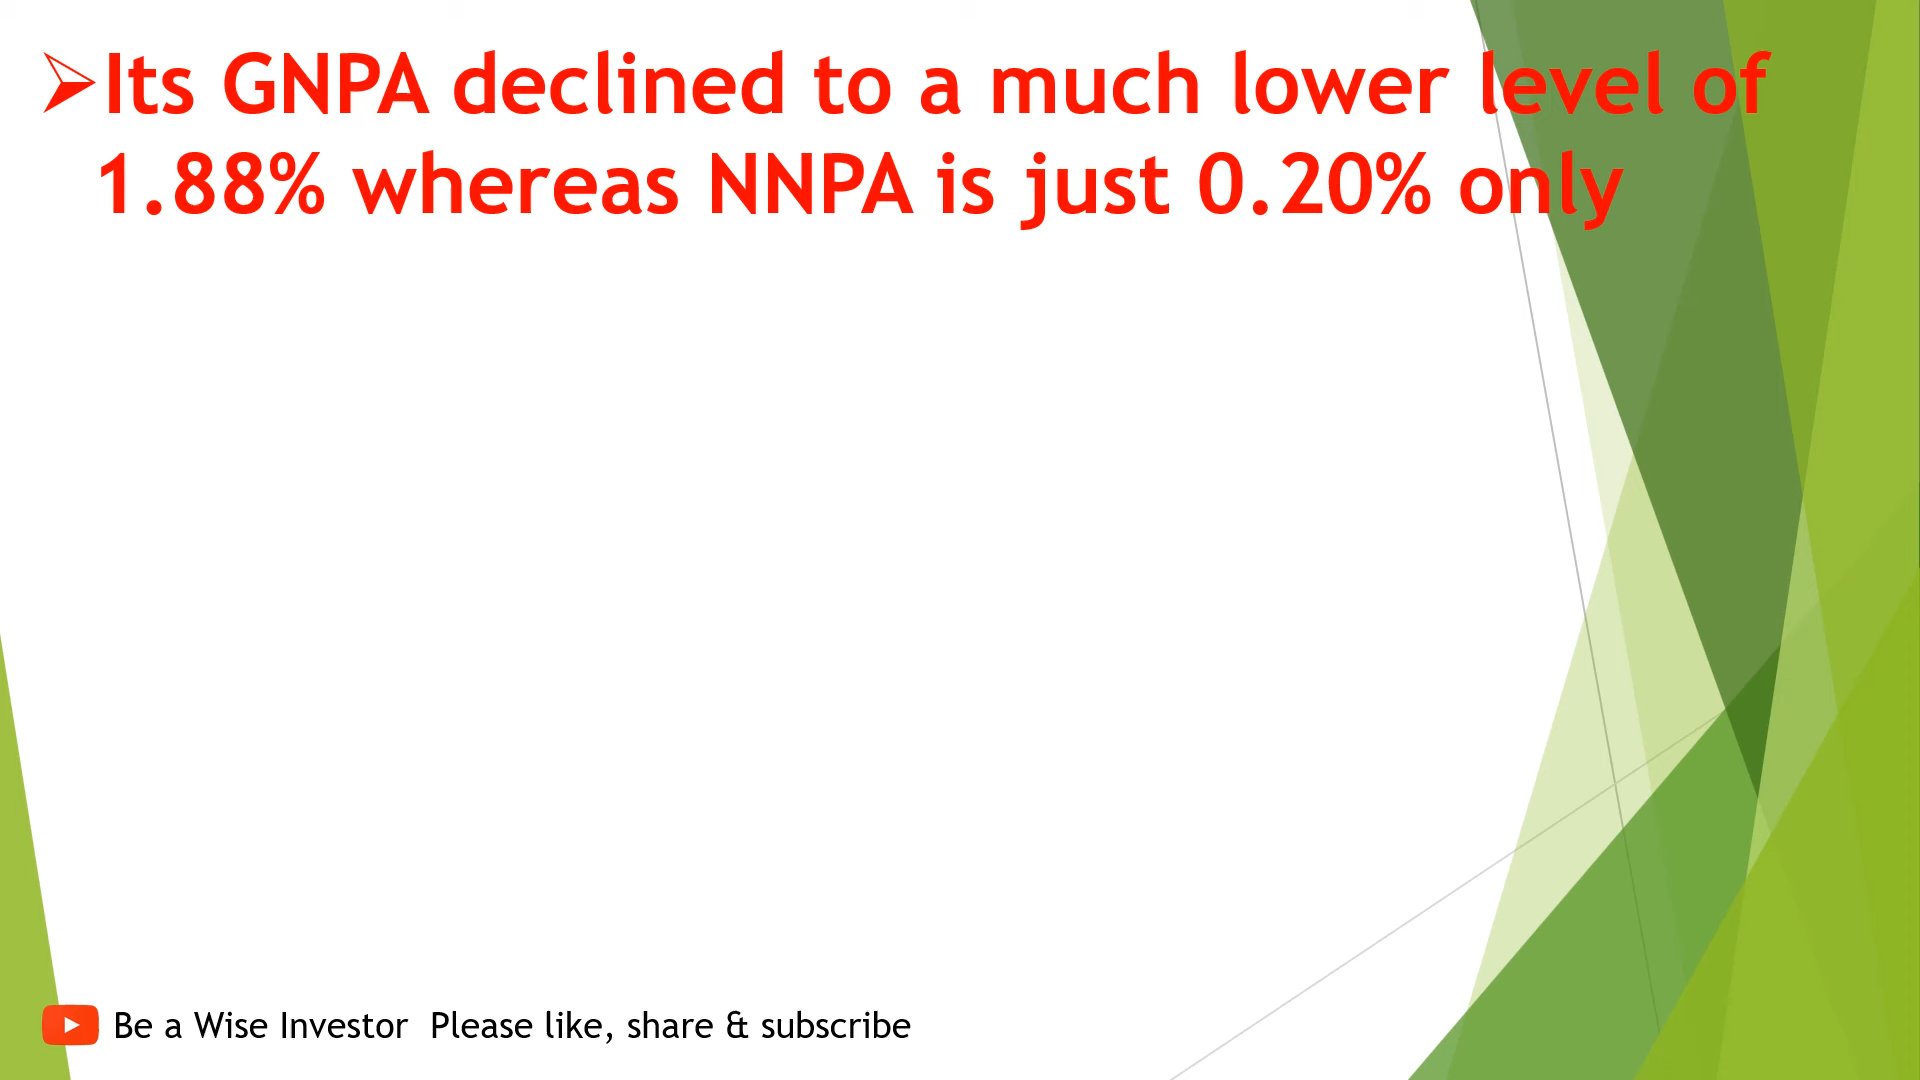 ➢Its GNPA declined to a much lower level of
1.88% whereas NNPA is just 0.20% only
Be a Wise Investor Please like, share & subscribe